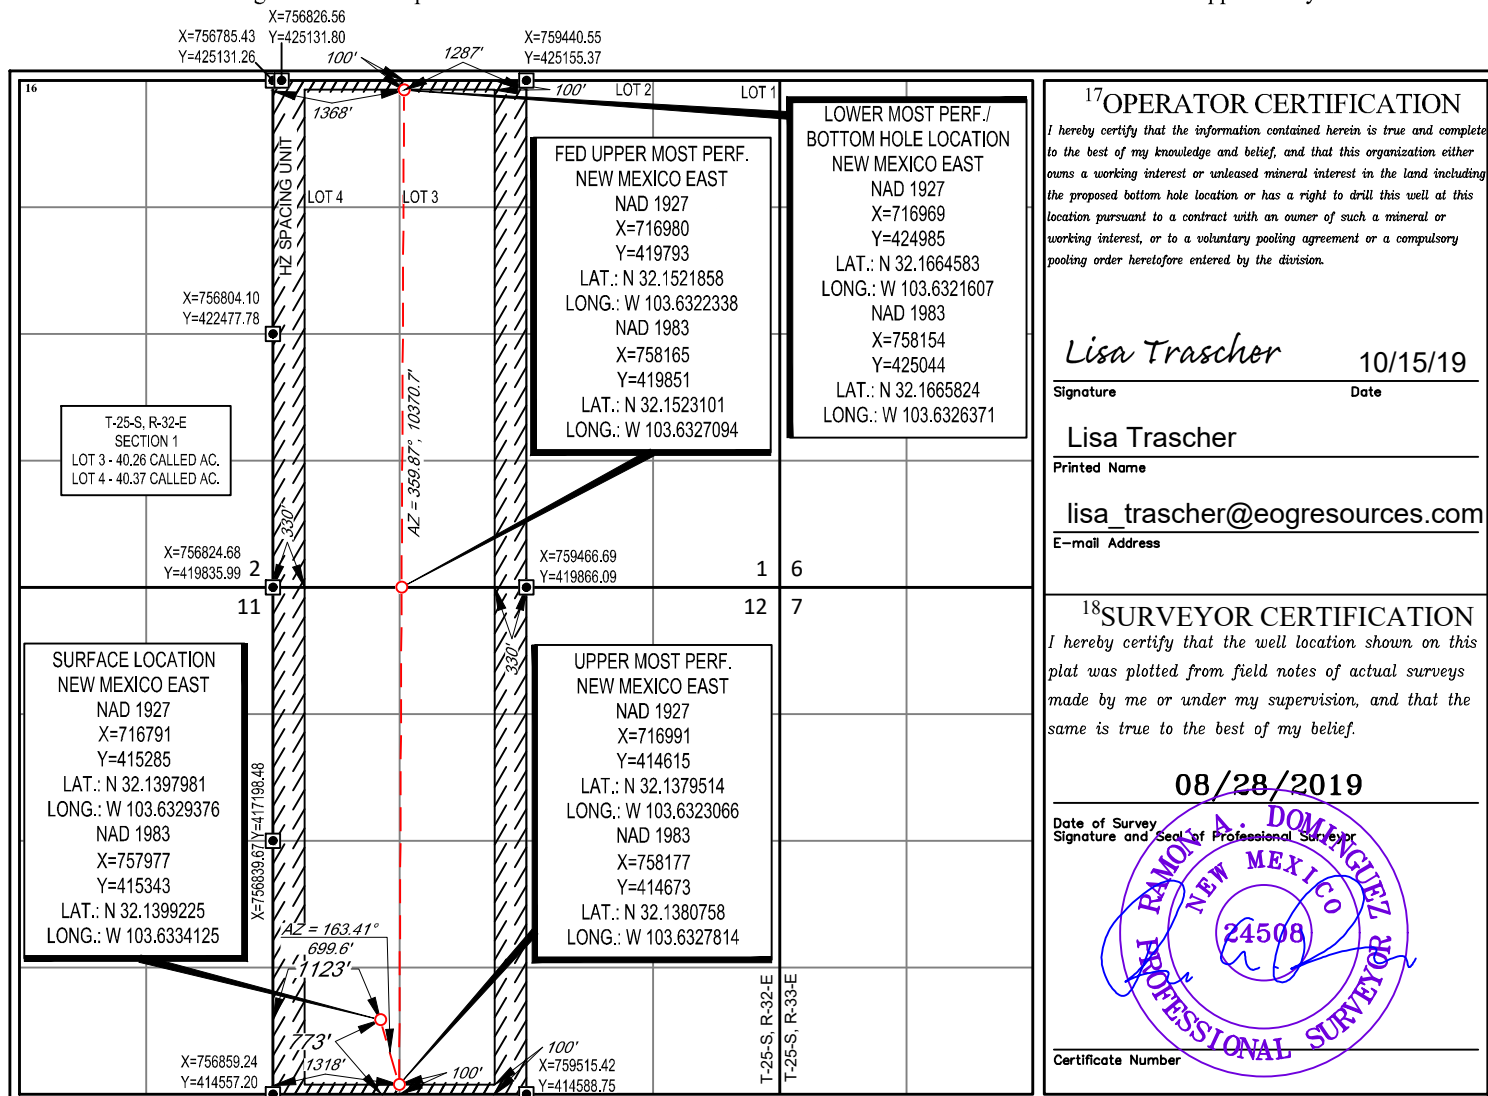 X=756826.56
X=756785.43
Y=425131.80
Y=425131.26
100'
1287'
X=759440.55
Y=425155.37
16
1368'
100'
LOT 2
LOT 1
HZ SPACING UNIT
LOT 4
LOT 3
FED UPPER MOST PERF.
NEW MEXICO EAST
NAD 1927
X=716980
Y=419793
LAT.: N 32.1521858
LONG.: W 103.6322338
NAD 1983
X=758165
Y=419851
LAT.: N 32.1523101
LONG.: W 103.6327094
LOWER MOST PERF./
BOTTOM HOLE LOCATION
NEW MEXICO EAST
NAD 1927
X=716969
Y=424985
LAT.: N 32.1664583
LONG.: W 103.6321607
NAD 1983
X=758154
Y=425044
LAT.: N 32.1665824
LONG.: W 103.6326371
X=756804.10
Y=422477.78
T-25-S, R-32-E
SECTION 1
LOT 3 - 40.26 CALLED AC.
LOT 4 - 40.37 CALLED AC.
AZ = 359.87°, 10370.7'
330'
X=756824.68
Y=419835.99
2
X=759466.69
Y=419866.09
1
6
11
12
7
330'
SURFACE LOCATION
NEW MEXICO EAST
NAD 1927
X=716791
Y=415285
LAT.: N 32.1397981
LONG.: W 103.6329376
NAD 1983
X=757977
Y=415343
LAT.: N 32.1399225
LONG.: W 103.6334125
X=756839.67 Y=417198.48
UPPER MOST PERF.
NEW MEXICO EAST
NAD 1927
X=716991
Y=414615
LAT.: N 32.1379514
LONG.: W 103.6323066
NAD 1983
X=758177
Y=414673
LAT.: N 32.1380758
LONG.: W 103.6327814
AZ = 163.41°
699.6'
1123'
773'
1318'
100'
100'
X=756859.24
Y=414557.20
X=759515.42
Y=414588.75
T-25-S, R-32-E
T-25-S, R-33-E
17OPERATOR CERTIFICATION
I hereby certify that the information contained herein is true and complete
to the best of my knowledge and belief, and that this organization either
owns a working interest or unleased mineral interest in the land including
the proposed bottom hole location or has a right to drill this well at this
location pursuant to a contract with an owner of such a mineral or
working interest, or to a voluntary pooling agreement or a compulsory
pooling order heretofore entered by the division.
Lisa Trascher 10/15/19
Signature Date
Lisa Trascher
Printed Name
lisa_trascher@eogresources.com
E-mail Address
18SURVEYOR CERTIFICATION
I hereby certify that the well location shown on this
plat was plotted from field notes of actual surveys
made by me or under my supervision, and that the
same is true to the best of my belief.
08/28/2019
Date of Survey
Signature and Seal of Professional Surveyor
RAMON A. DOMINGUEZ
NEW MEXICO
24508
PROFESSIONAL SURVEYOR
Certificate Number